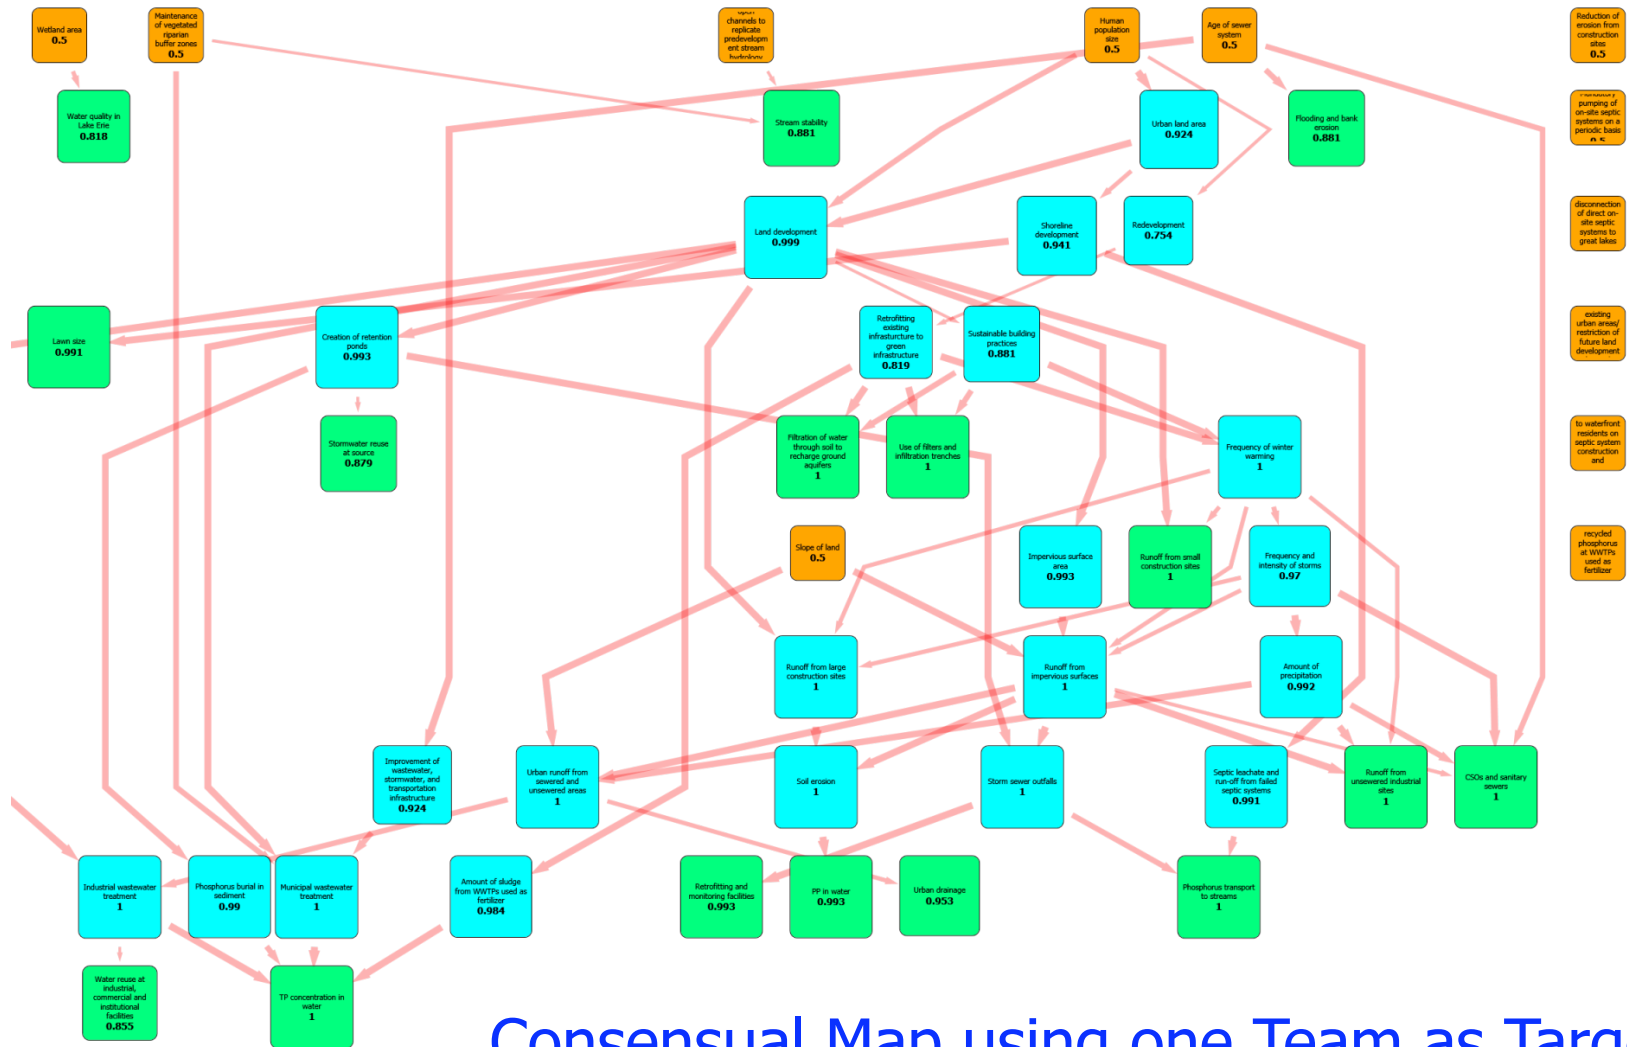 Wetland area
0.5
Maintenance
of vegetated
riparian
buffer zones
0.5
channels to
replicate
predevelopm
ent stream
hydrology
Human
population
size
0.5
Age of sewer
system
0.5
Reduction of
erosion from
construction
sites
0.5
Water quality in
Lake Erie
0.818
Stream stability
0.881
Urban land area
0.924
Flooding and bank
erosion
0.881
Mandatory
pumping of
on-site septic
systems on a
periodic basis
0.5
Land development
0.999
Shoreline
development
0.941
Redevelopment
0.754
disconnection
of direct on-
site septic
systems to
great lakes
Lawn size
0.991
Creation of retention
ponds
0.993
Retrofitting
existing
infrasturcture to
green
infrastructure
0.819
Sustainable building
practices
0.881
existing
urban areas/
restriction of
future land
development
Stormwater reuse
at source
0.879
Filtration of water
through soil to
recharge ground
aquifers
1
Use of filters and
infiltration trenches
1
Frequency of winter
warming
1
to waterfront
residents on
septic system
construction
and
Slope of land
0.5
Impervious surface
area
0.993
Runoff from small
construction sites
1
Frequency and
intensity of storms
0.97
recycled
phosphorus
at WWTPs
used as
fertilizer
Runoff from large
construction sites
1
Runoff from
impervious surfaces
1
Amount of
precipitation
0.992
Improvement of
wastewater,
stormwater, and
transportation
infrastructure
0.924
Urban runoff from
sewered and
unsewered areas
1
Soil erosion
1
Storm sewer outfalls
1
Septic leachate and
run-off from failed
septic systems
0.991
Runoff from
unsewered industrial
sites
1
CSOs and sanitary
sewers
1
Industrial wastewater
treatment
1
Phosphorus burial in
sediment
0.99
Municipal wastewater
treatment
1
Amount of sludge
from WWTPs used as
fertilizer
0.984
Retrofitting and
monitoring facilities
0.993
PP in water
0.993
Urban drainage
0.953
Phosphorus transport
to streams
1
Water reuse at
industrial,
commercial and
institutional
facilities
0.855
TP concentration in
water
1
Consensual Map using one Team as Targ